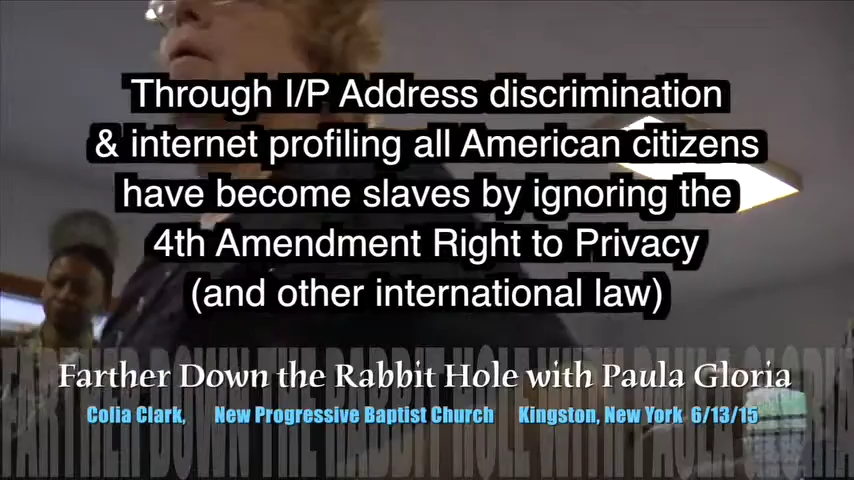 Through I/P Address discrimination
& internet profiling all American citizens
have become slaves by ignoring the
4th Amendment Right to Privacy
(and other international law)
Farther Down the Rabbit Hole with Paula Gloria
FARTHER DOWN THE RABBIT HOLE WITH PAULA GLORIA
Colia Clark, New Progressive Baptist Church Kingston, New York 6/13/15